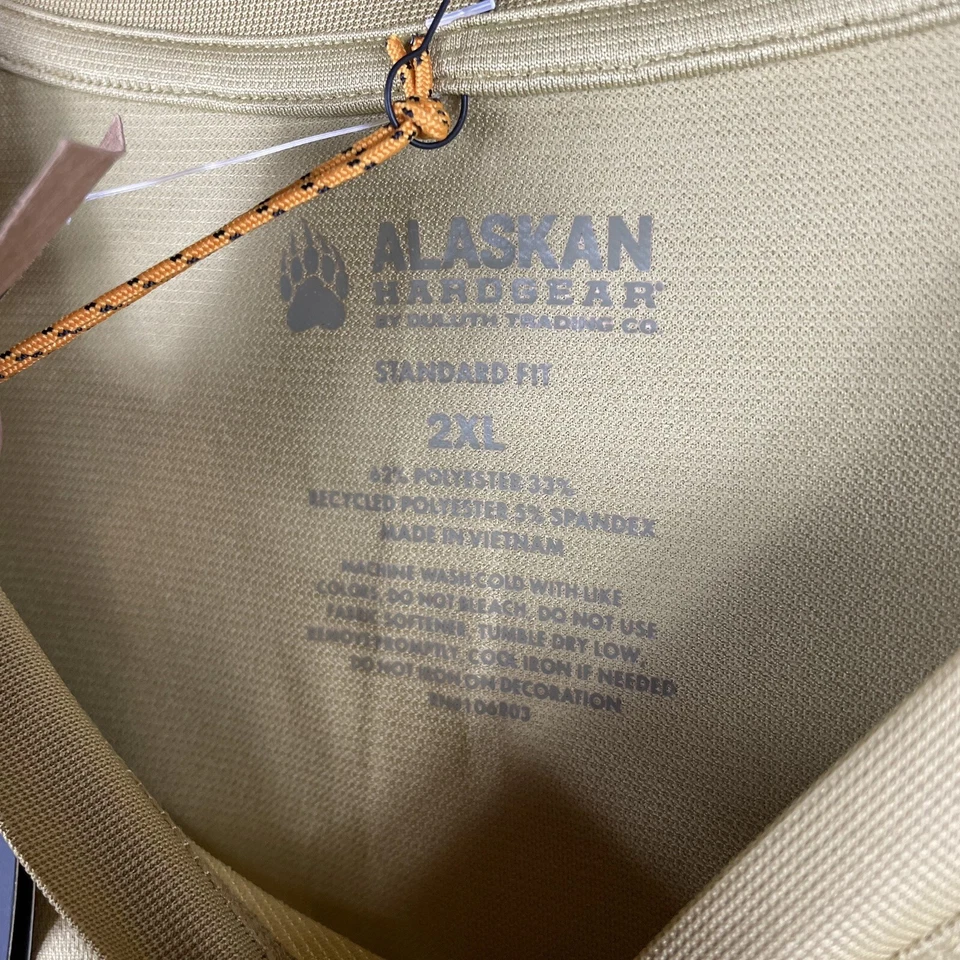 ALASKAN
HARDGEAR®
BY DULUTH TRADING CO.
STANDARD FIT
2XL
62% POLYESTER 33%
RECYCLED POLYESTER 5% SPANDEX
MADE IN VIETNAM
MACHINE WASH COLD WITH LIKE
COLORS. DO NOT BLEACH. DO NOT USE
FABRIC SOFTENER. TUMBLE DRY LOW.
REMOVE PROMPTLY. COOL IRON IF NEEDED
DO NOT IRON ON DECORATION
RN#106803